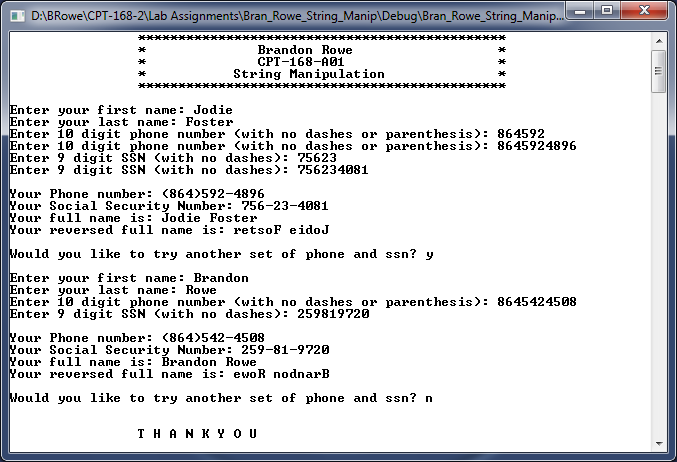 D:\BRowe\CPT-168-2\Lab Assignments\Bran_Rowe_String_Manip\Debug\Bran_Rowe_String_Manip...
*************************************************
* Brandon Rowe *
* CPT-168-A01 *
* String Manipulation *
*************************************************
Enter your first name: Jodie
Enter your last name: Foster
Enter 10 digit phone number (with no dashes or parenthesis): 864592
Enter 10 digit phone number (with no dashes or parenthesis): 8645924896
Enter 9 digit SSN (with no dashes): 75623
Enter 9 digit SSN (with no dashes): 756234081
Your Phone number: (864)592-4896
Your Social Security Number: 756-23-4081
Your full name is: Jodie Foster
Your reversed full name is: retsoF eidoJ
Would you like to try another set of phone and ssn? y
Enter your first name: Brandon
Enter your last name: Rowe
Enter 10 digit phone number (with no dashes or parenthesis): 8645424508
Enter 9 digit SSN (with no dashes): 259819720
Your Phone number: (864)542-4508
Your Social Security Number: 259-81-9720
Your full name is: Brandon Rowe
Your reversed full name is: ewoR nodnarB
Would you like to try another set of phone and ssn? n
T H A N K Y O U